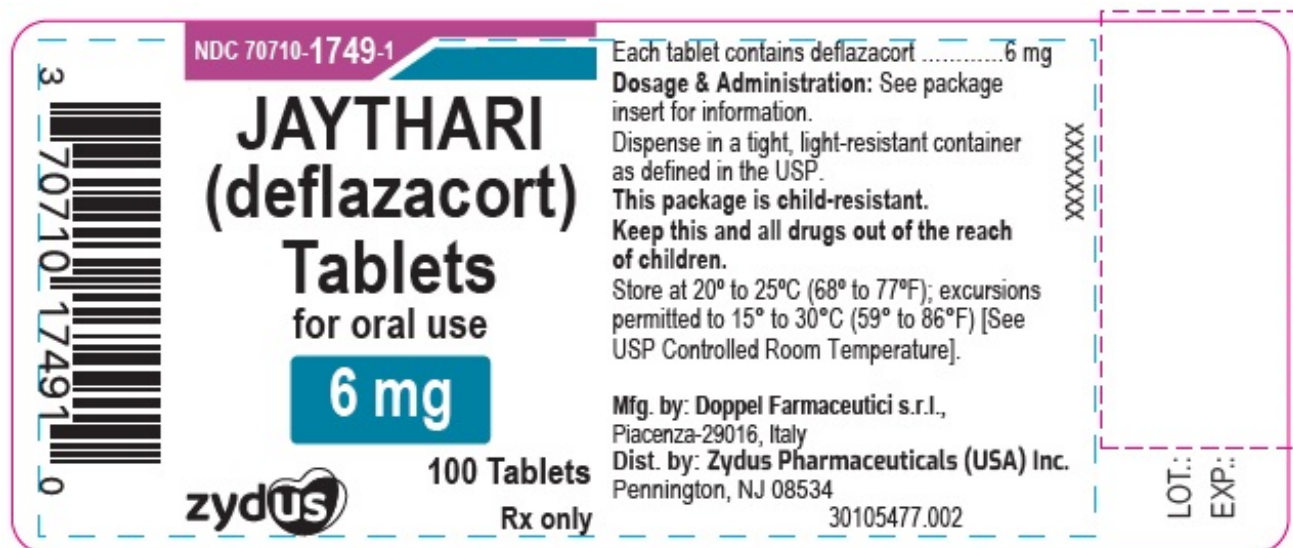 NDC 70710-1749-1
JAYTHARI
(deflazacort)
Tablets
for oral use
6 mg
100 Tablets
Rx only
zydus
3 70710 17491 0
Each tablet contains deflazacort ............6 mg
Dosage & Administration: See package
insert for information.
Dispense in a tight, light-resistant container
as defined in the USP.
This package is child-resistant.
Keep this and all drugs out of the reach
of children.
Store at 20º to 25ºC (68º to 77ºF); excursions
permitted to 15° to 30°C (59° to 86°F) [See
USP Controlled Room Temperature].
Mfg. by: Doppel Farmaceutici s.r.l.,
Piacenza-29016, Italy
Dist. by: Zydus Pharmaceuticals (USA) Inc.
Pennington, NJ 08534
30105477.002
XXXXXXX
LOT.:
EXP.: